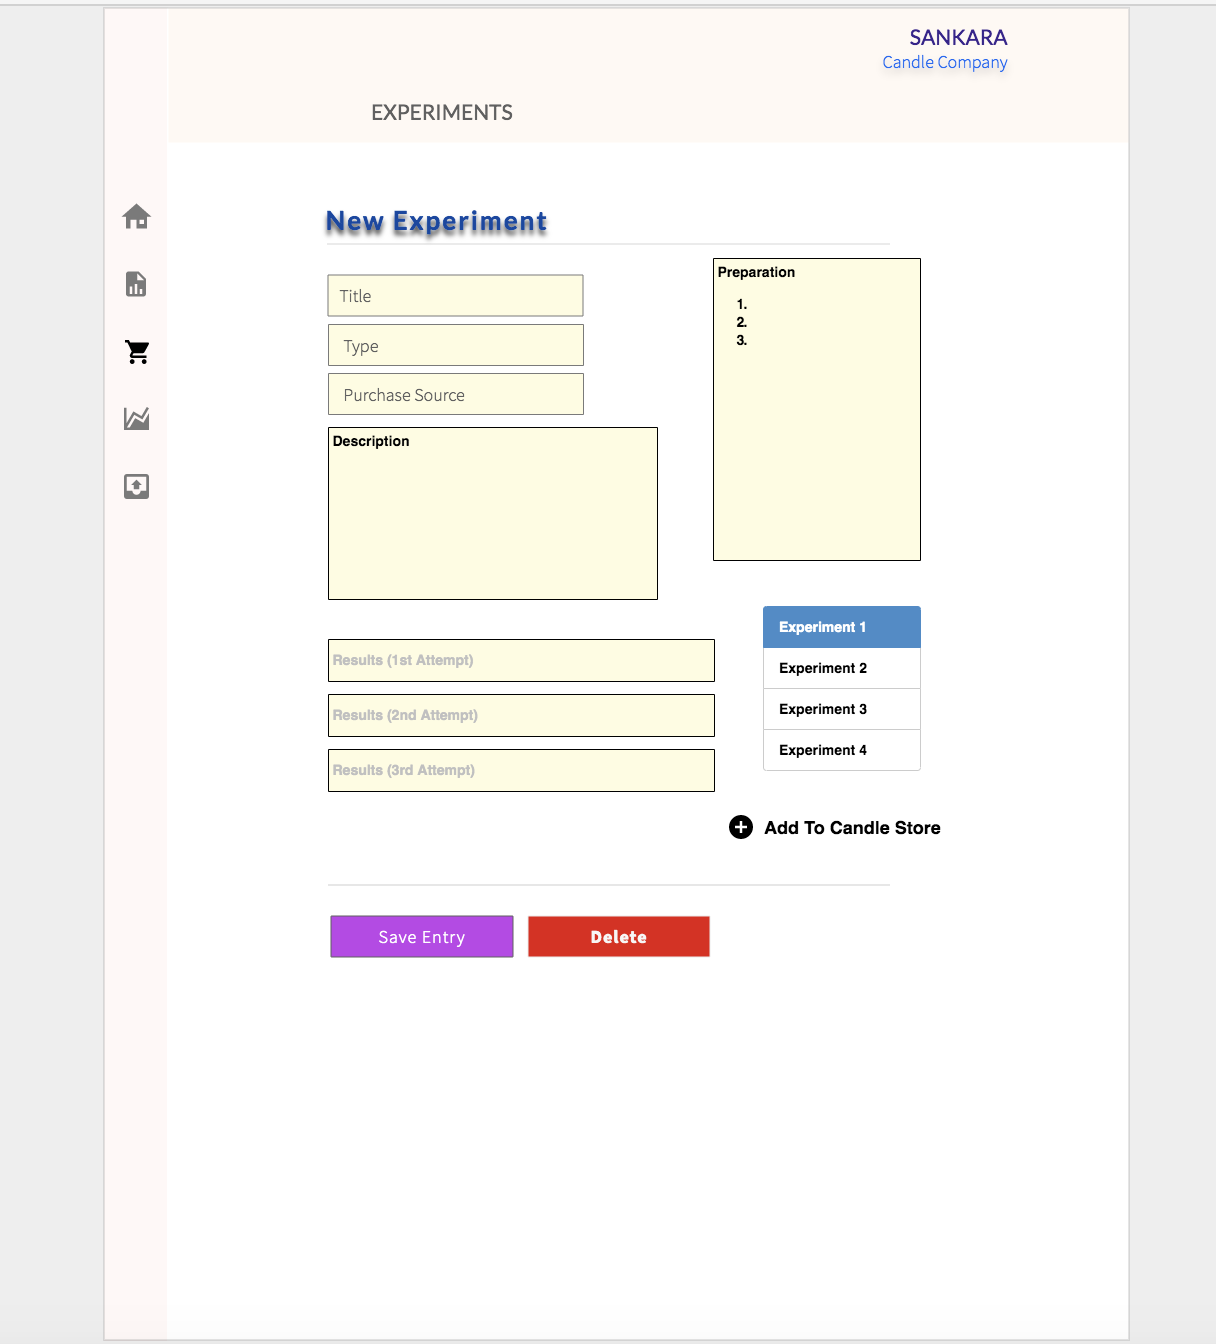 SANKARA
Candle Company
EXPERIMENTS
New Experiment
Title
Type
Purchase Source
Description
Preparation
1.
2.
3.
Results (1st Attempt)
Results (2nd Attempt)
Results (3rd Attempt)
Experiment 1
Experiment 2
Experiment 3
Experiment 4
Add To Candle Store
Save Entry
Delete